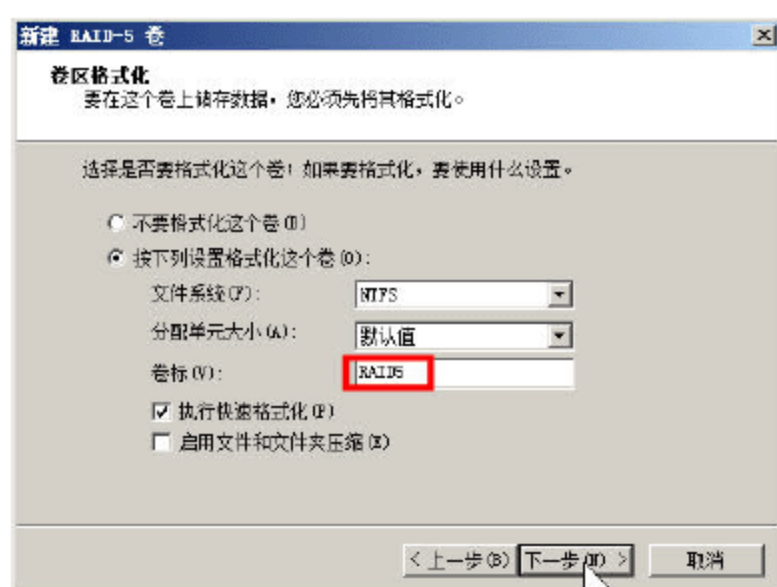 新建 RAID-5 卷
卷区格式化
要在这个卷上储存数据，您必须先将其格式化。
选择是否要格式化这个卷；如果要格式化，要使用什么设置。
不要格式化这个卷(D)
按下列设置格式化这个卷(O):
文件系统(F): NTFS
分配单元大小(A): 默认值
卷标(V): RAID5
执行快速格式化(P)
启用文件和文件夹压缩(E)
< 上一步(B) 下一步(N) > 取消